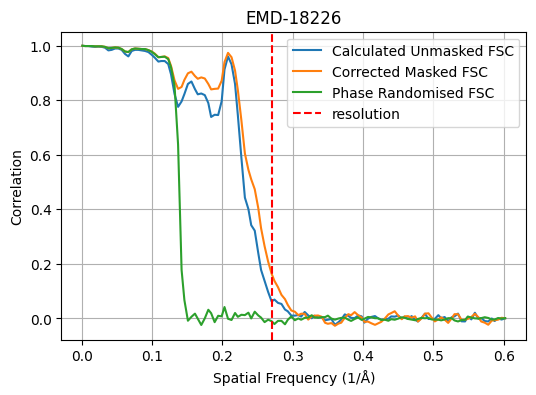 EMD-18226
Calculated Unmasked FSC
Corrected Masked FSC
Phase Randomised FSC
resolution
Correlation
1.0
0.8
0.6
0.4
0.2
0.0
0.0 0.1 0.2 0.3 0.4 0.5 0.6
Spatial Frequency (1/Å)